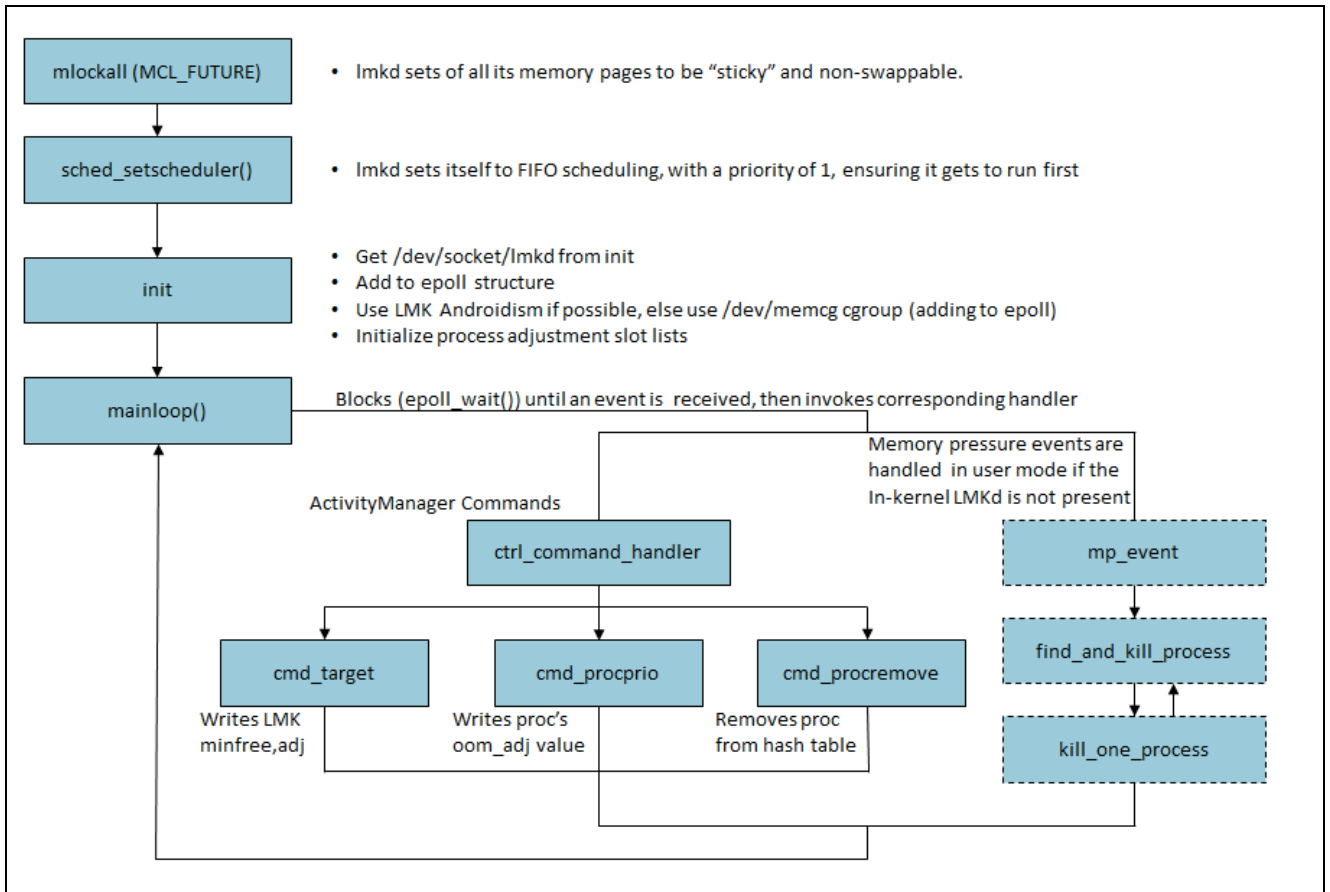 mlockall (MCL_FUTURE)
• lmkd sets of all its memory pages to be “sticky” and non-swappable.
sched_setscheduler()
• lmkd sets itself to FIFO scheduling, with a priority of 1, ensuring it gets to run first
init
• Get /dev/socket/lmkd from init
• Add to epoll structure
• Use LMK Androidism if possible, else use /dev/memcg cgroup (adding to epoll)
• Initialize process adjustment slot lists
mainloop()
Blocks (epoll_wait()) until an event is received, then invokes corresponding handler
Memory pressure events are
handled in user mode if the
In-kernel LMKd is not present
ActivityManager Commands
ctrl_command_handler
mp_event
cmd_target
cmd_procprio
cmd_procremove
find_and_kill_process
Writes LMK
minfree,adj
Writes proc’s
oom_adj value
Removes proc
from hash table
kill_one_process